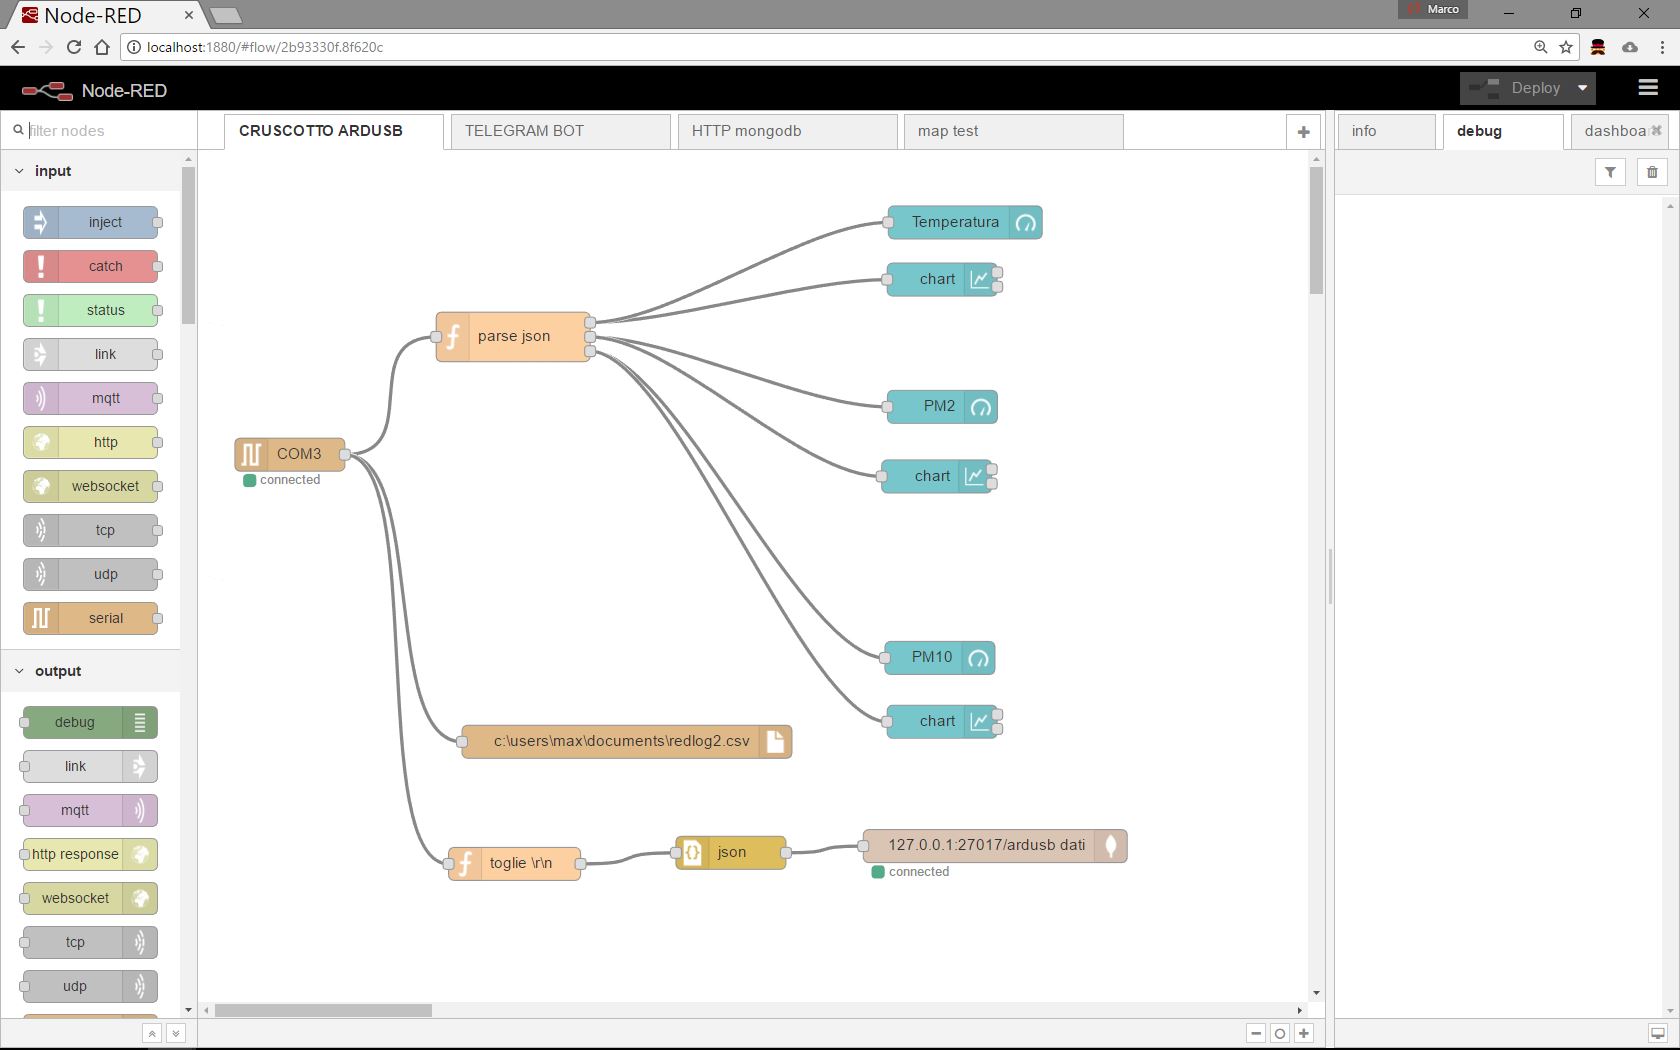 Node-RED
Marco
localhost:1880/#flow/2b93330f.8f620c
Node-RED
Deploy
filter nodes
CRUSCOTTO ARDUSB
TELEGRAM BOT
HTTP mongodb
map test
info
debug
dashboa
input
inject
catch
status
link
mqtt
http
websocket
tcp
udp
serial
output
debug
link
mqtt
http response
websocket
tcp
udp
Temperatura
chart
parse json
PM2
COM3
connected
chart
PM10
chart
c:\users\max\documents\redlog2.csv
toglie \r\n
json
127.0.0.1:27017/ardusb dati
connected